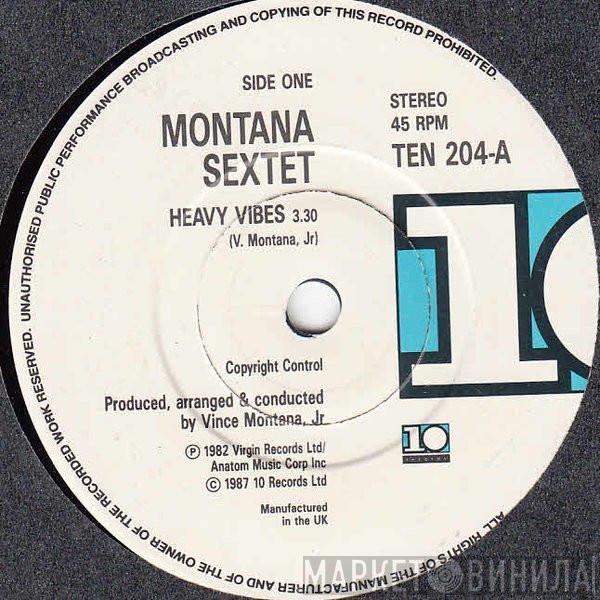 ALL RIGHTS OF THE MANUFACTURER AND OF THE OWNER OF THE RECORDED WORK RESERVED. UNAUTHORISED PUBLIC PERFORMANCE BROADCASTING AND COPYING OF THIS RECORD PROHIBITED.
SIDE ONE
MONTANA
SEXTET
HEAVY VIBES 3.30
(V. Montana, Jr)
STEREO
45 RPM
TEN 204-A
10
Copyright Control
Produced, arranged & conducted
by Vince Montana, Jr
℗ 1982 Virgin Records Ltd/
Anatom Music Corp Inc
© 1987 10 Records Ltd
Manufactured
in the UK
10
RECORDS
МАРКЕТ ВИНИЛА